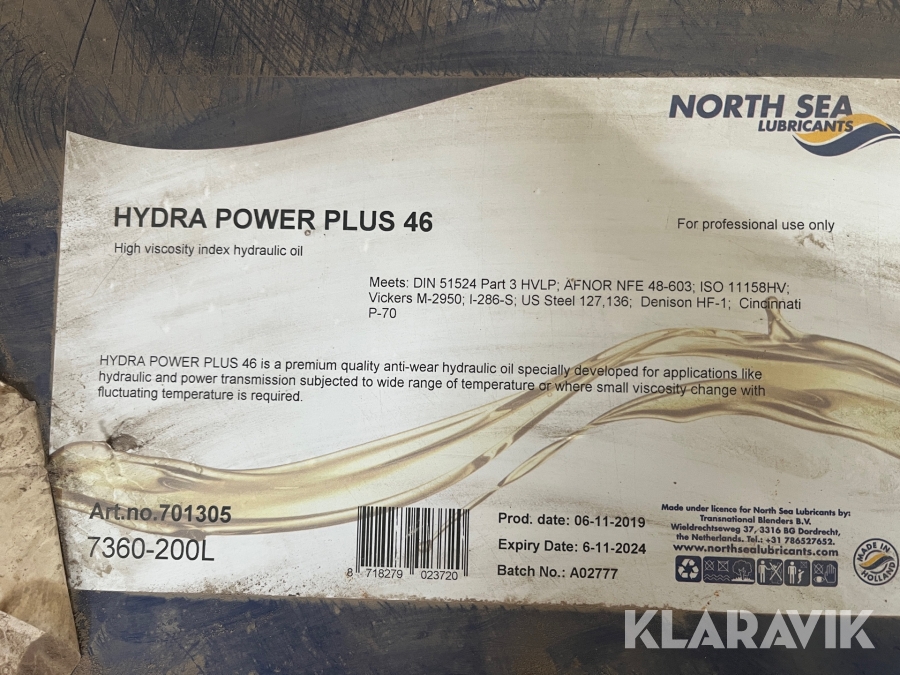 NORTH SEA
LUBRICANTS
HYDRA POWER PLUS 46
For professional use only
High viscosity index hydraulic oil
Meets: DIN 51524 Part 3 HVLP; AFNOR NFE 48-603; ISO 11158HV;
Vickers M-2950; I-286-S; US Steel 127,136; Denison HF-1; Cincinnati
P-70
HYDRA POWER PLUS 46 is a premium quality anti-wear hydraulic oil specially developed for applications like
hydraulic and power transmission subjected to wide range of temperature or where small viscosity change with
fluctuating temperature is required.
Art.no.701305
7360-200L
8 718279 023720
Prod. date: 06-11-2019
Expiry Date: 6-11-2024
Batch No.: A02777
Made under licence for North Sea Lubricants by:
Transnational Blenders B.V.
Wieldrechtseweg 37, 3316 BG Dordrecht,
the Netherlands. Tel.: +31 786527652.
www.northsealubricants.com
MADE IN
HOLLAND
KLARAVIK